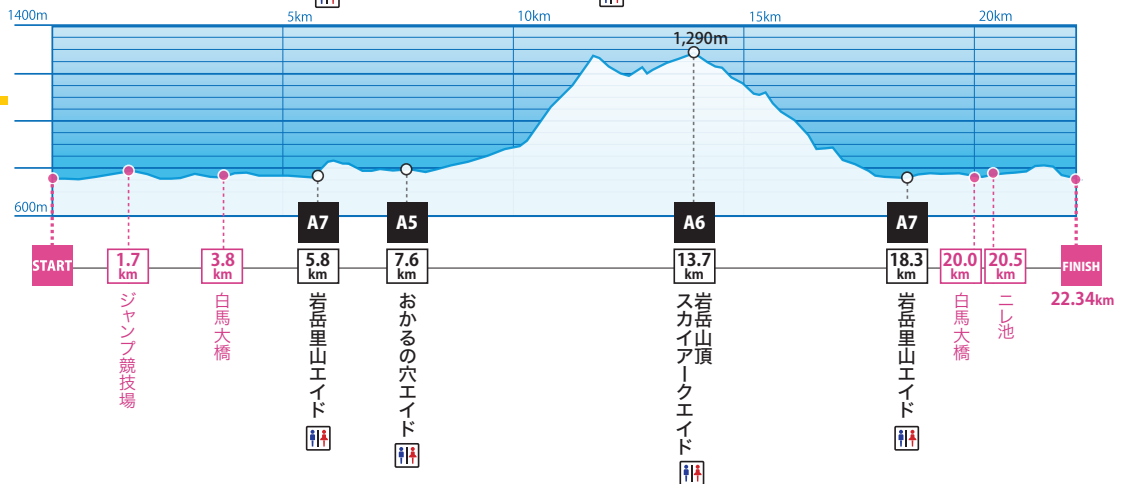 1400m
5km
10km
15km
20km
1,290m
600m
A7
A5
A6
A7
START
1.7
km
3.8
km
5.8
km
7.6
km
13.7
km
18.3
km
20.0
km
20.5
km
FINISH
22.34km
ジャンプ競技場
白馬大橋
岩岳里山エイド
おかるの穴エイド
岩岳山頂
スカイアークエイド
岩岳里山エイド
白馬大橋
ニレ池